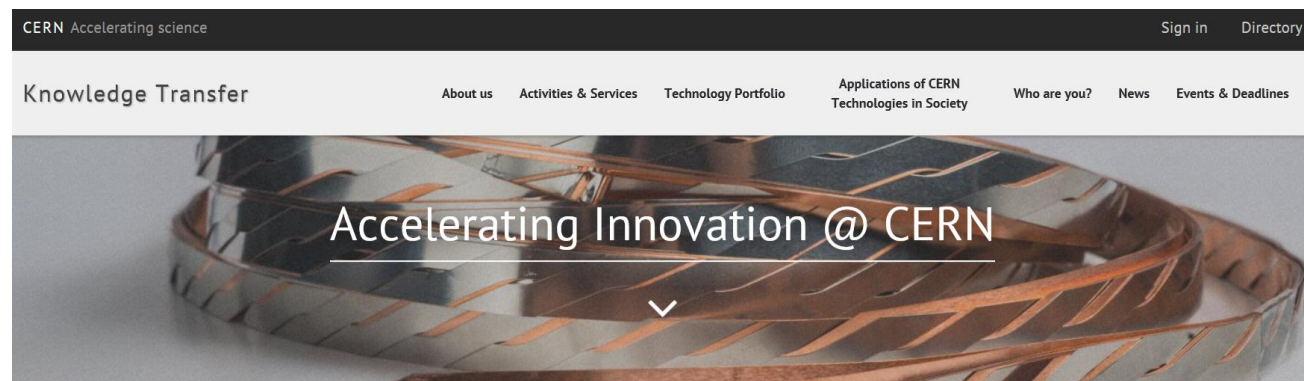 CERN Accelerating science Sign in Directory
Knowledge Transfer About us Activities & Services Technology Portfolio Applications of CERN Technologies in Society Who are you? News Events & Deadlines
Accelerating Innovation @ CERN